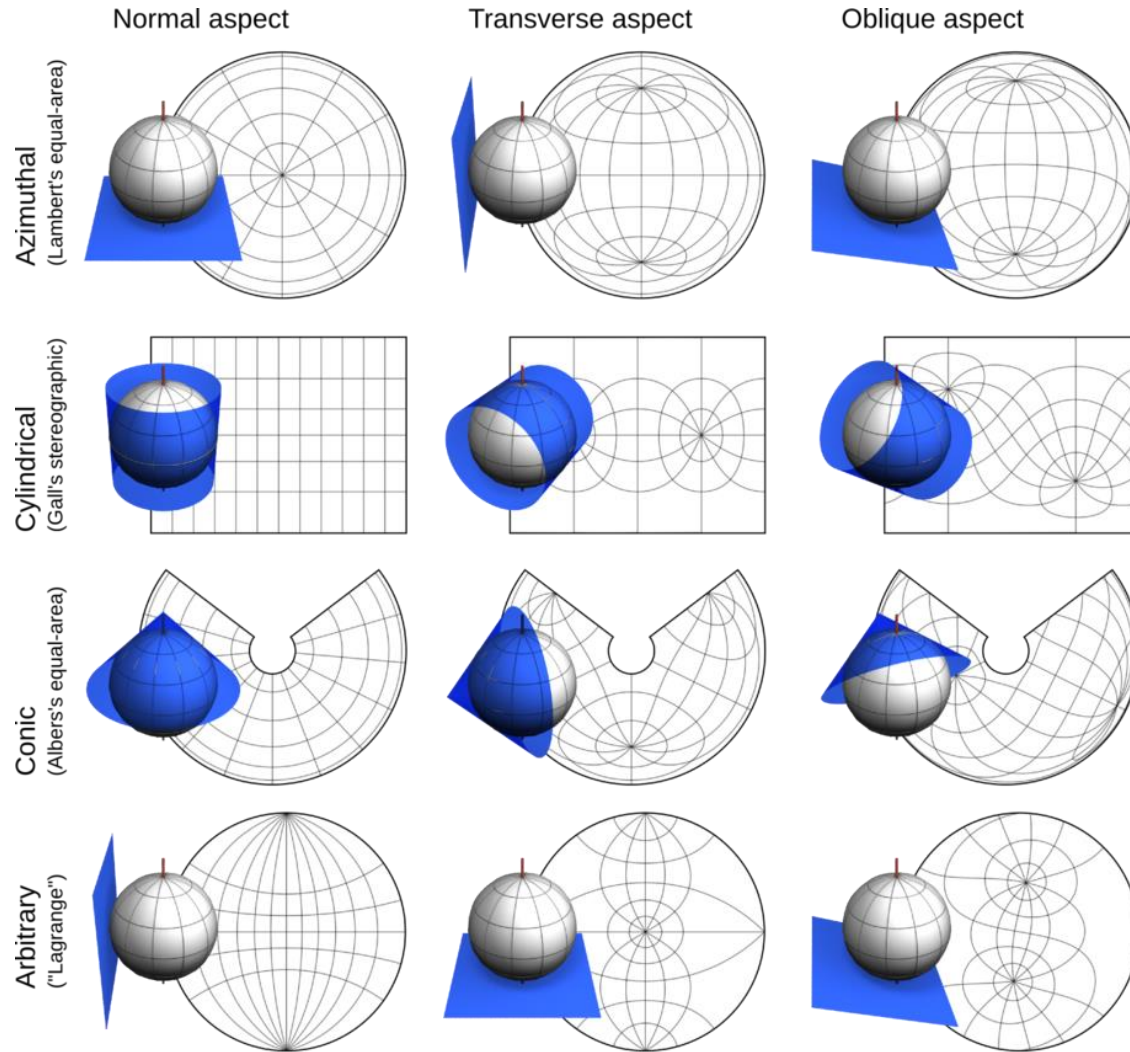 Normal aspect
Transverse aspect
Oblique aspect
Azimuthal
(Lambert's equal-area)
Cylindrical
(Gall's stereographic)
Conic
(Albers's equal-area)
Arbitrary
("Lagrange")